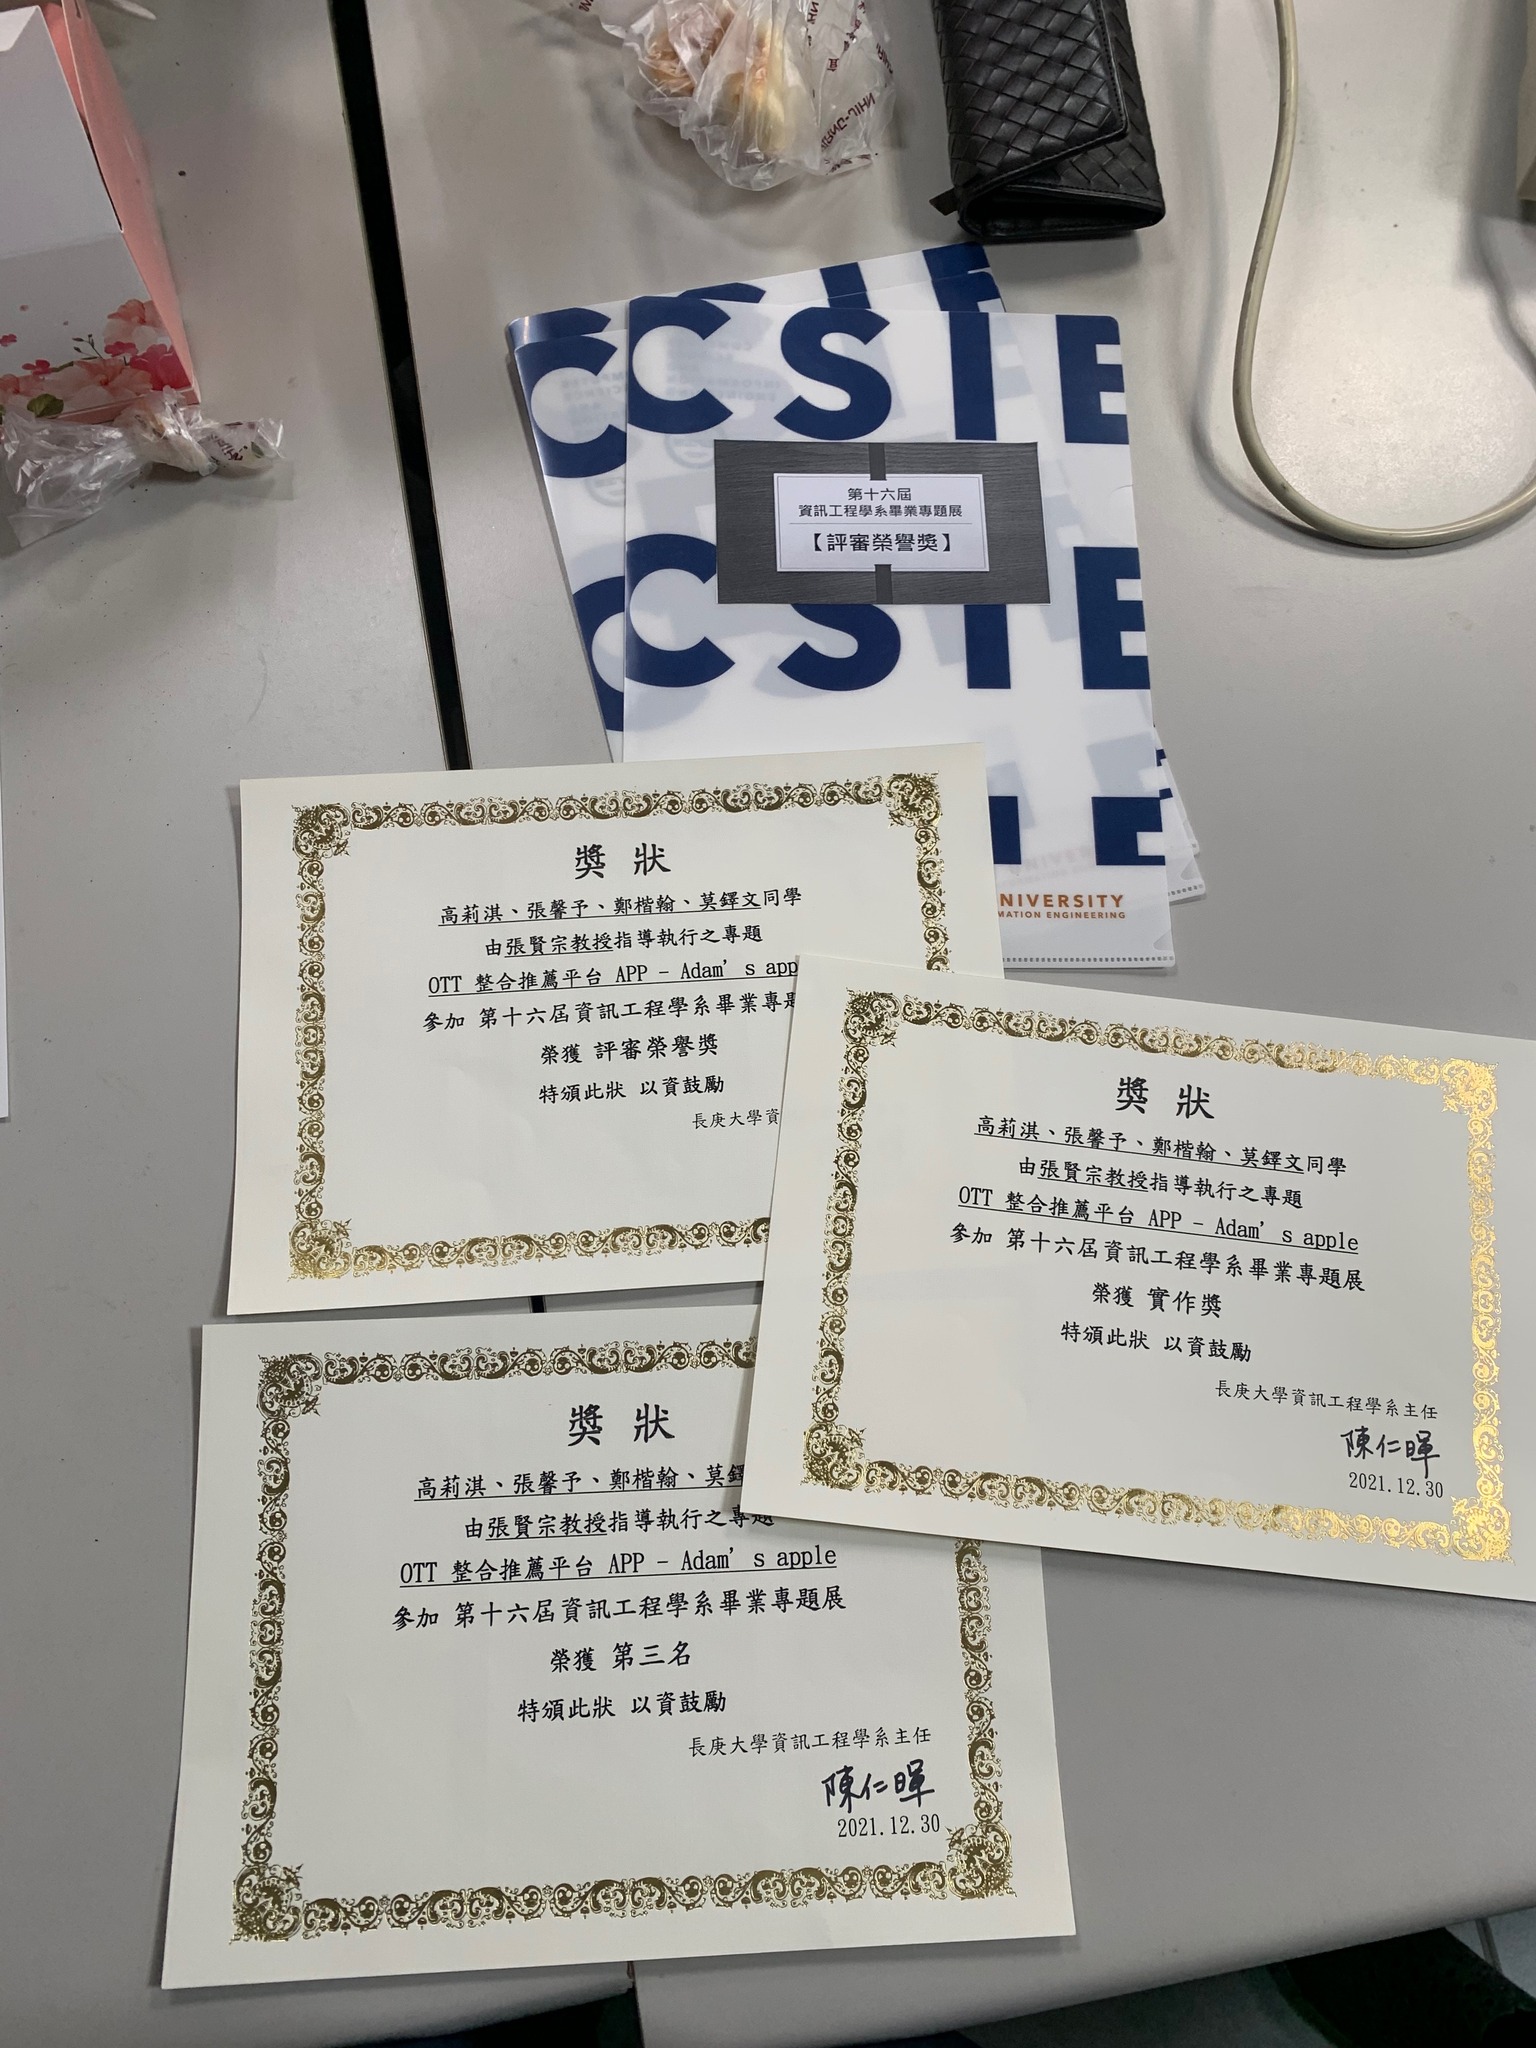 CSIE
第十六屆
資訊工程學系畢業專題展
【評審榮譽獎】
CSIE
IE
NIVERSITY
MATION ENGINEERING
獎 狀
高莉淇、張馨予、鄭楷翰、莫鐸文同學
由張賢宗教授指導執行之專題
OTT 整合推薦平台 APP - Adam's app
參加 第十六屆資訊工程學系畢業專題
榮獲 評審榮譽獎
特頒此狀 以資鼓勵
長庚大學資
獎 狀
高莉淇、張馨予、鄭楷翰、莫鐸文同學
由張賢宗教授指導執行之專題
OTT 整合推薦平台 APP - Adam's apple
參加 第十六屆資訊工程學系畢業專題展
榮獲 實作獎
特頒此狀 以資鼓勵
長庚大學資訊工程學系主任
陳仁暉
2021.12.30
獎 狀
高莉淇、張馨予、鄭楷翰、莫鐸
由張賢宗教授指導執行之專題
OTT 整合推薦平台 APP - Adam's apple
參加 第十六屆資訊工程學系畢業專題展
榮獲 第三名
特頒此狀 以資鼓勵
長庚大學資訊工程學系主任
陳仁暉
2021.12.30